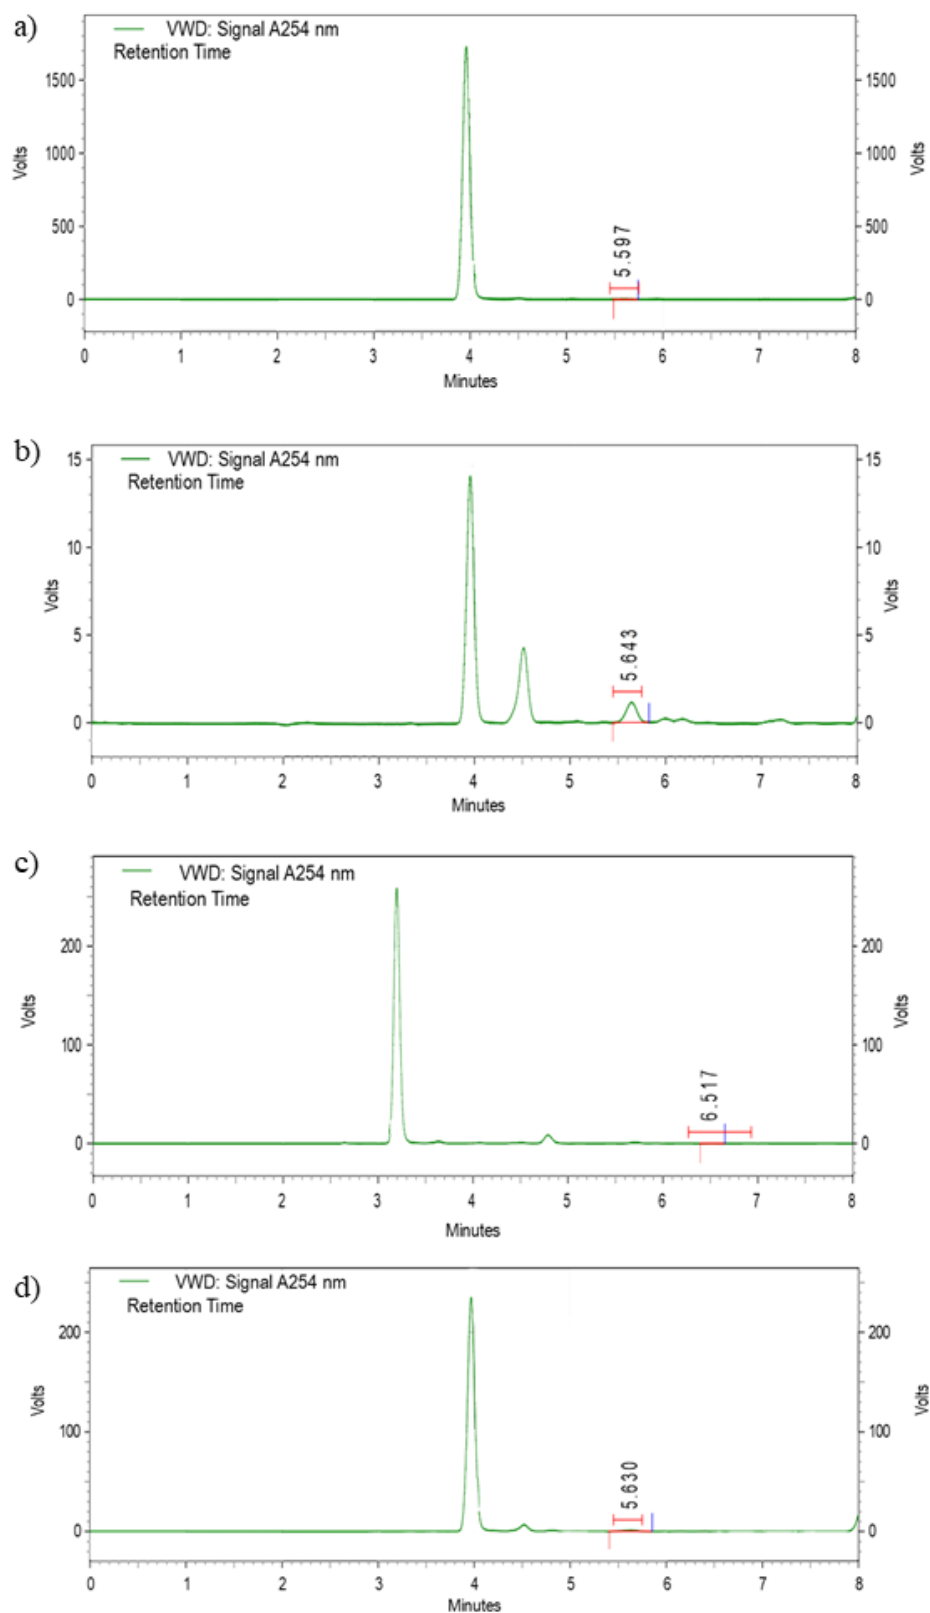 a)
VWD: Signal A254 nm
Retention Time
Volts
1500
1000
500
0
1500
1000
500
0
Volts
5.597
0 1 2 3 4 5 6 7 8
Minutes
b)
VWD: Signal A254 nm
Retention Time
Volts
15
10
5
0
15
10
5
0
Volts
5.643
0 1 2 3 4 5 6 7 8
Minutes
c)
VWD: Signal A254 nm
Retention Time
Volts
200
100
0
200
100
0
Volts
6.517
0 1 2 3 4 5 6 7 8
Minutes
d)
VWD: Signal A254 nm
Retention Time
Volts
200
100
0
200
100
0
Volts
5.630
0 1 2 3 4 5 6 7 8
Minutes